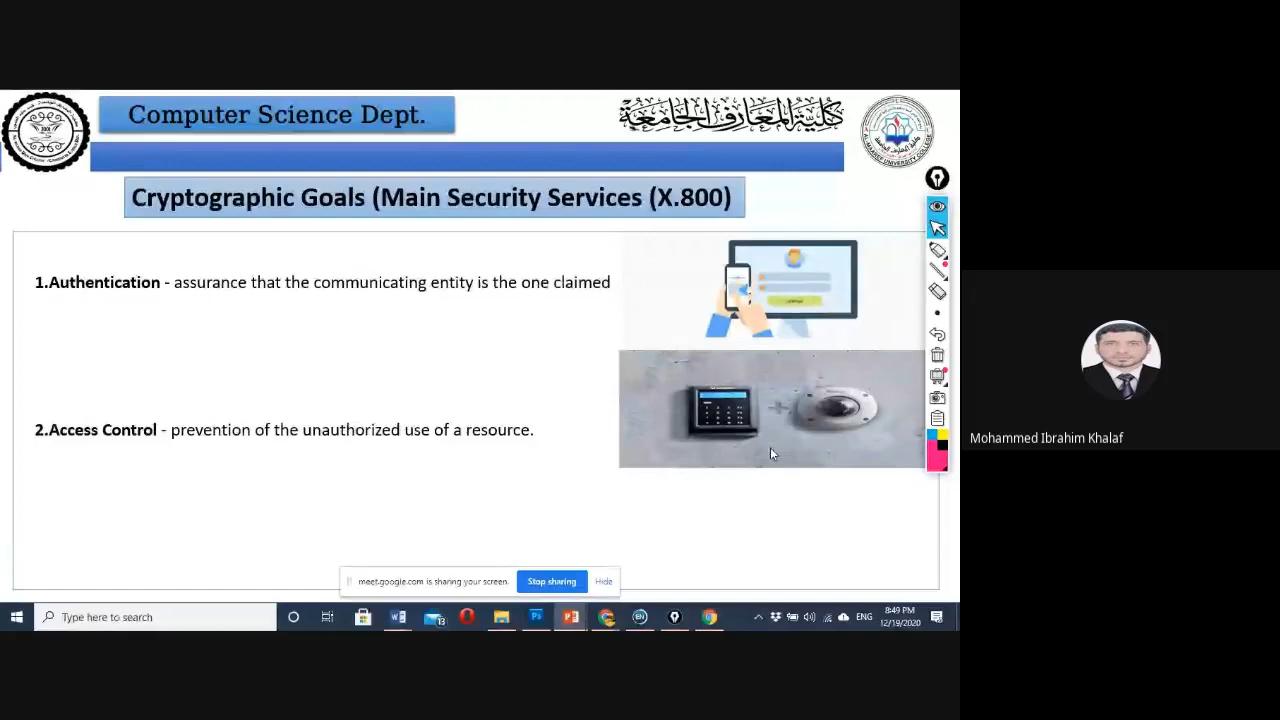 Computer Science Dept.
كلية المعارف الجامعة
Cryptographic Goals (Main Security Services (X.800)
1.Authentication - assurance that the communicating entity is the one claimed
2.Access Control - prevention of the unauthorized use of a resource.
Mohammed Ibrahim Khalaf
meet.google.com is sharing your screen.
Stop sharing
Hide
Type here to search
13
ENG
8:49 PM
12/19/2020